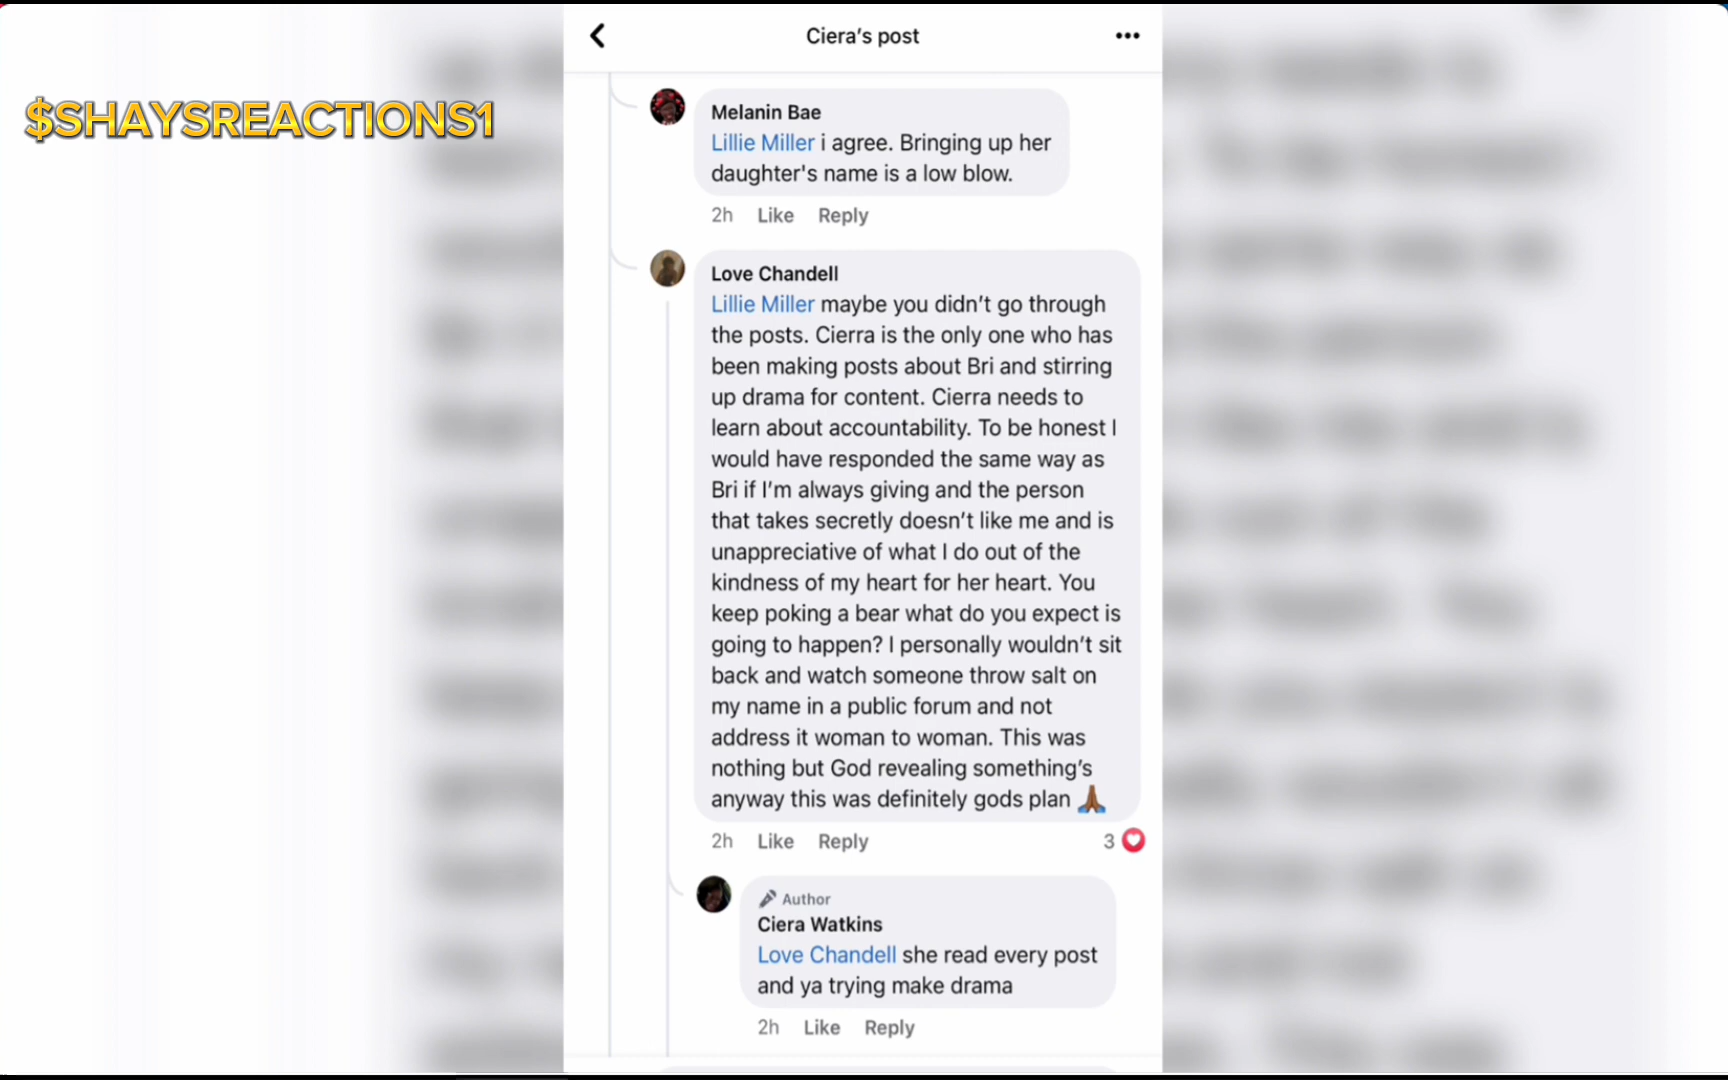 Ciera's post
$SHAYSREACTIONS1
Melanin Bae
Lillie Miller i agree. Bringing up her
daughter's name is a low blow.
2h Like Reply
Love Chandell
Lillie Miller maybe you didn't go through
the posts. Cierra is the only one who has
been making posts about Bri and stirring
up drama for content. Cierra needs to
learn about accountability. To be honest I
would have responded the same way as
Bri if I'm always giving and the person
that takes secretly doesn't like me and is
unappreciative of what I do out of the
kindness of my heart for her heart. You
keep poking a bear what do you expect is
going to happen? I personally wouldn't sit
back and watch someone throw salt on
my name in a public forum and not
address it woman to woman. This was
nothing but God revealing something's
anyway this was definitely gods plan 🙏🏾
2h Like Reply 3
Author
Ciera Watkins
Love Chandell she read every post
and ya trying make drama
2h Like Reply